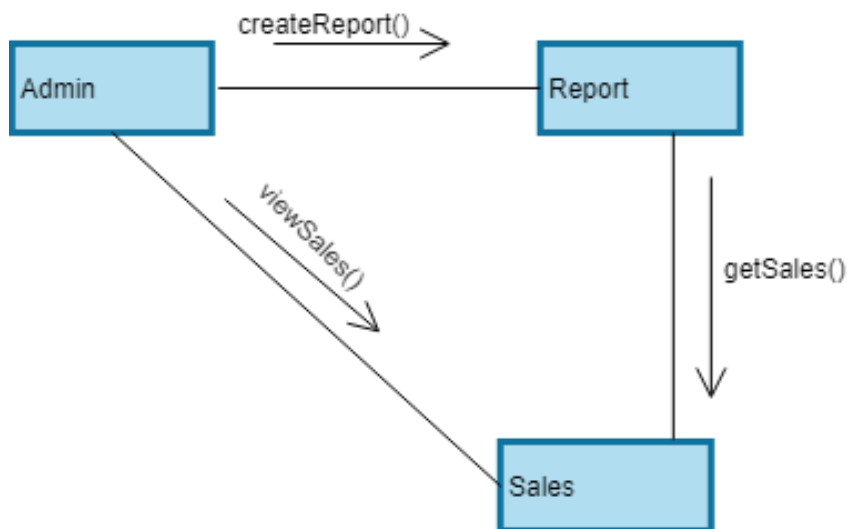 createReport()
Admin
Report
viewSales()
getSales()
Sales